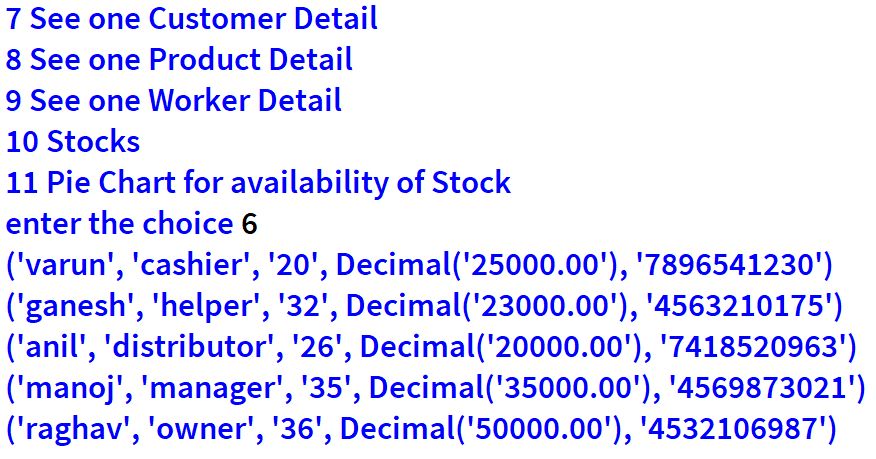 7 See one Customer Detail
8 See one Product Detail
9 See one Worker Detail
10 Stocks
11 Pie Chart for availability of Stock
enter the choice 6
('varun', 'cashier', '20', Decimal('25000.00'), '7896541230')
('ganesh', 'helper', '32', Decimal('23000.00'), '4563210175')
('anil', 'distributor', '26', Decimal('20000.00'), '7418520963')
('manoj', 'manager', '35', Decimal('35000.00'), '4569873021')
('raghav', 'owner', '36', Decimal('50000.00'), '4532106987')